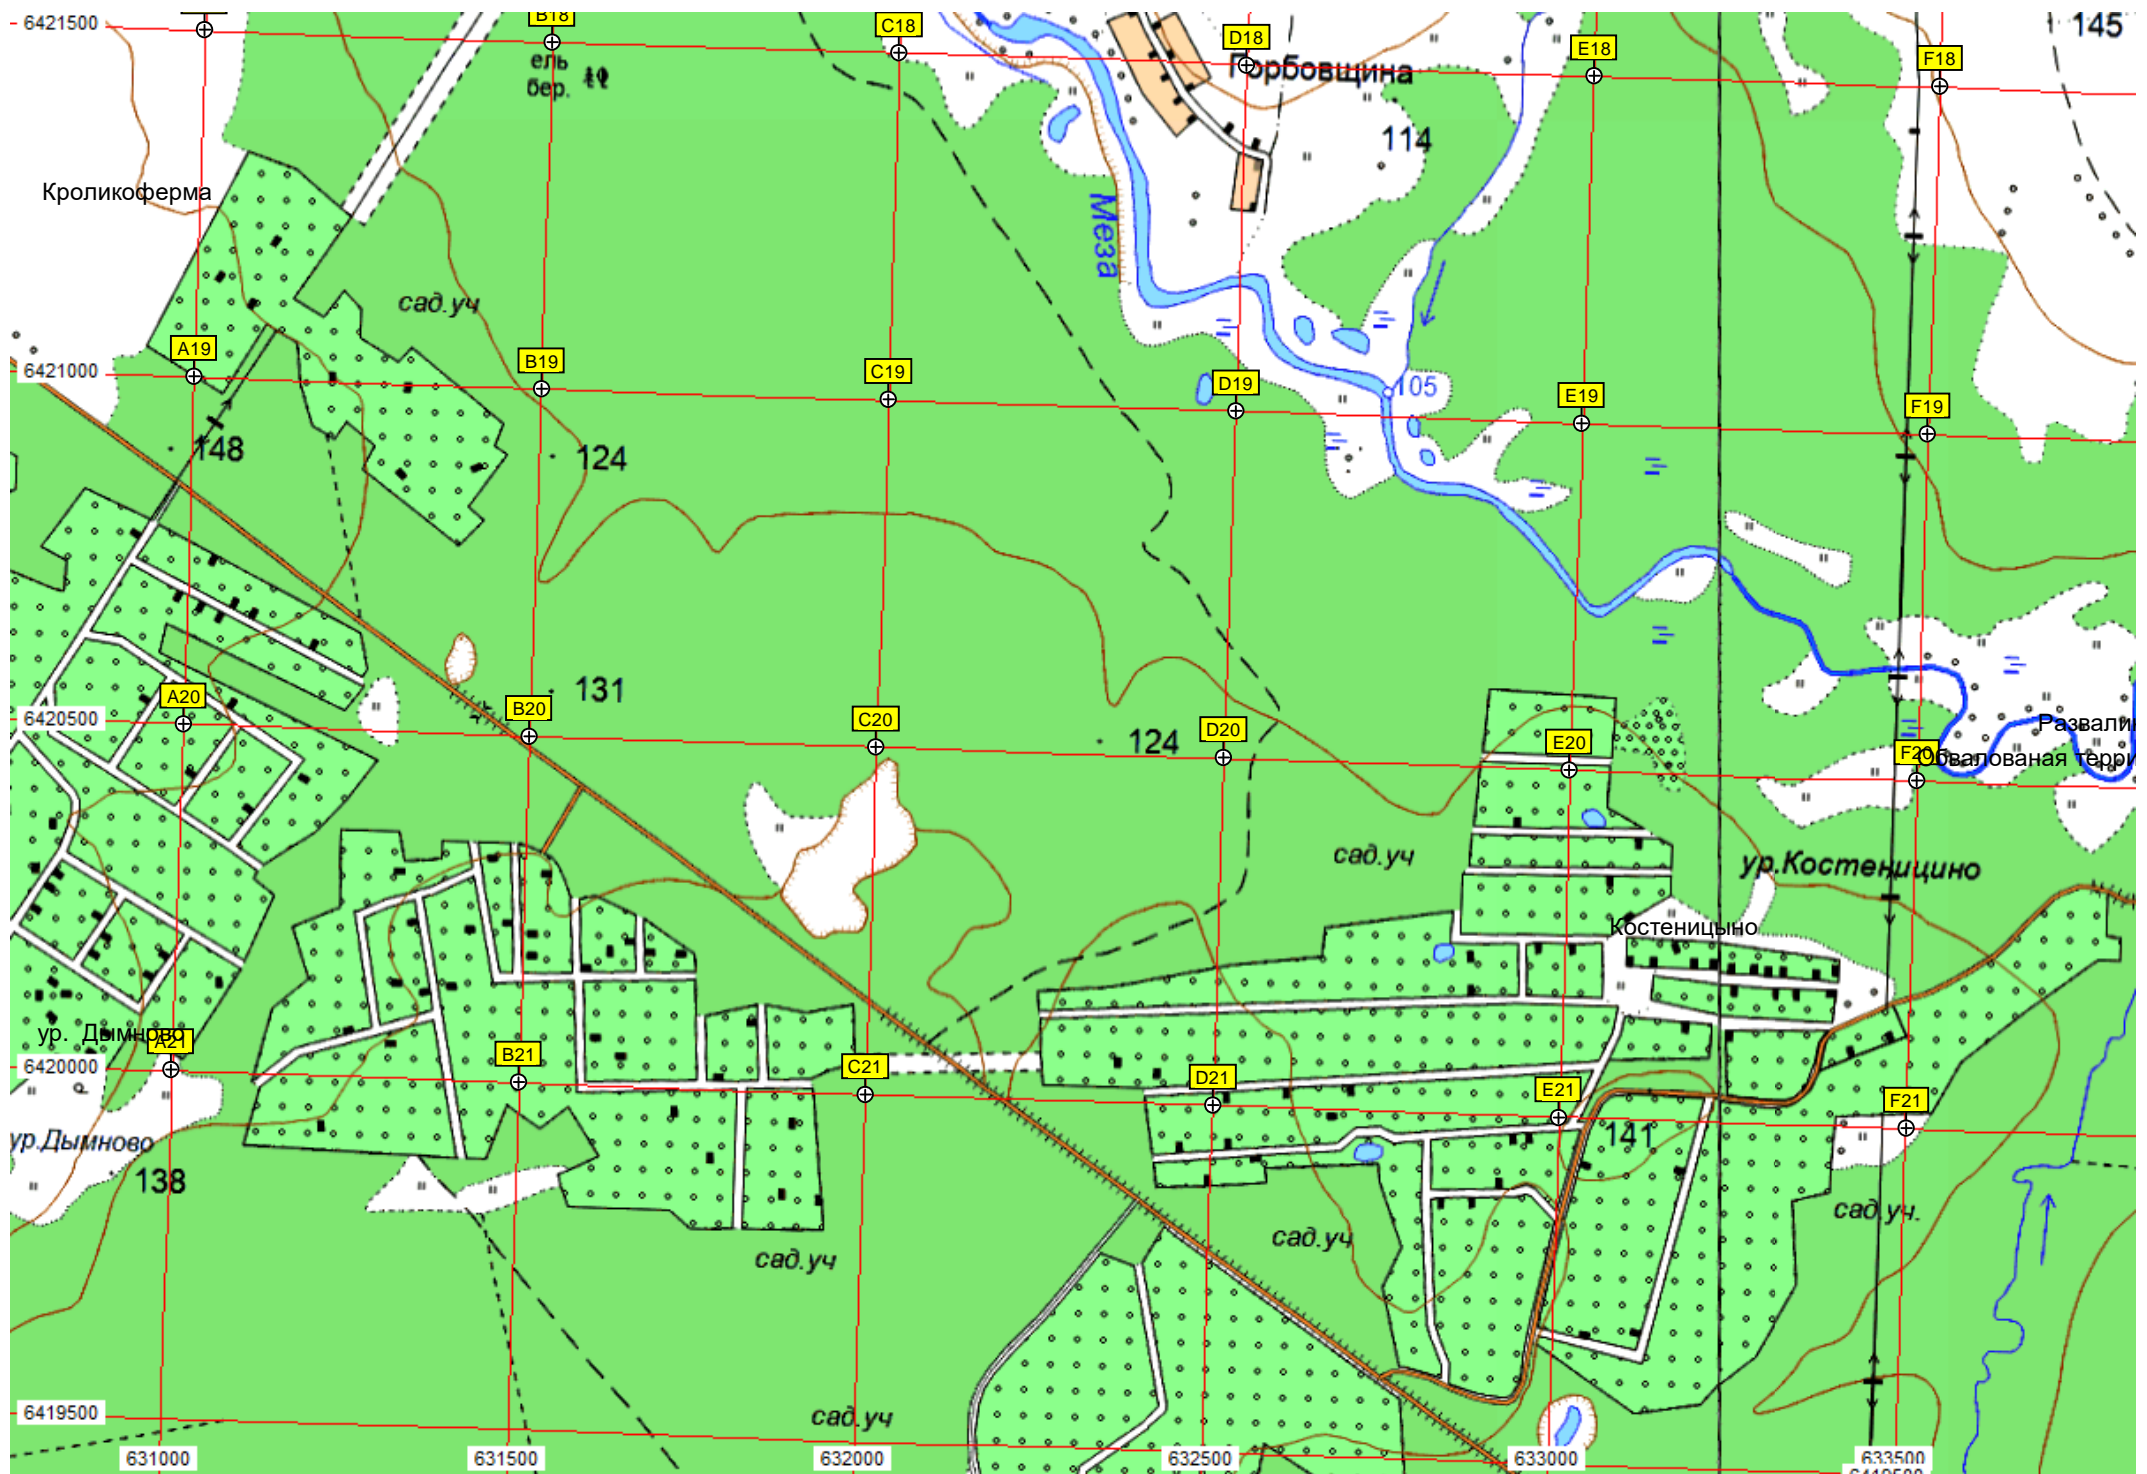 6421500
B18
C18
D18
E18
F18
145
ель
бер.
Горбовщина
114
Кроликоферма
Меза
сад.уч
A19
B19
C19
D19
E19
F19
6421000
105
148
124
131
A20
B20
C20
D20
E20
F20
6420500
124
Развали
Обвалованая терри
сад.уч
ур.Костеницино
Костеницыно
ур. Дымново
A21
B21
C21
D21
E21
F21
6420000
141
ур.Дымново
138
сад.уч.
сад.уч
сад.уч
сад.уч
6419500
631000
631500
632000
632500
633000
633500